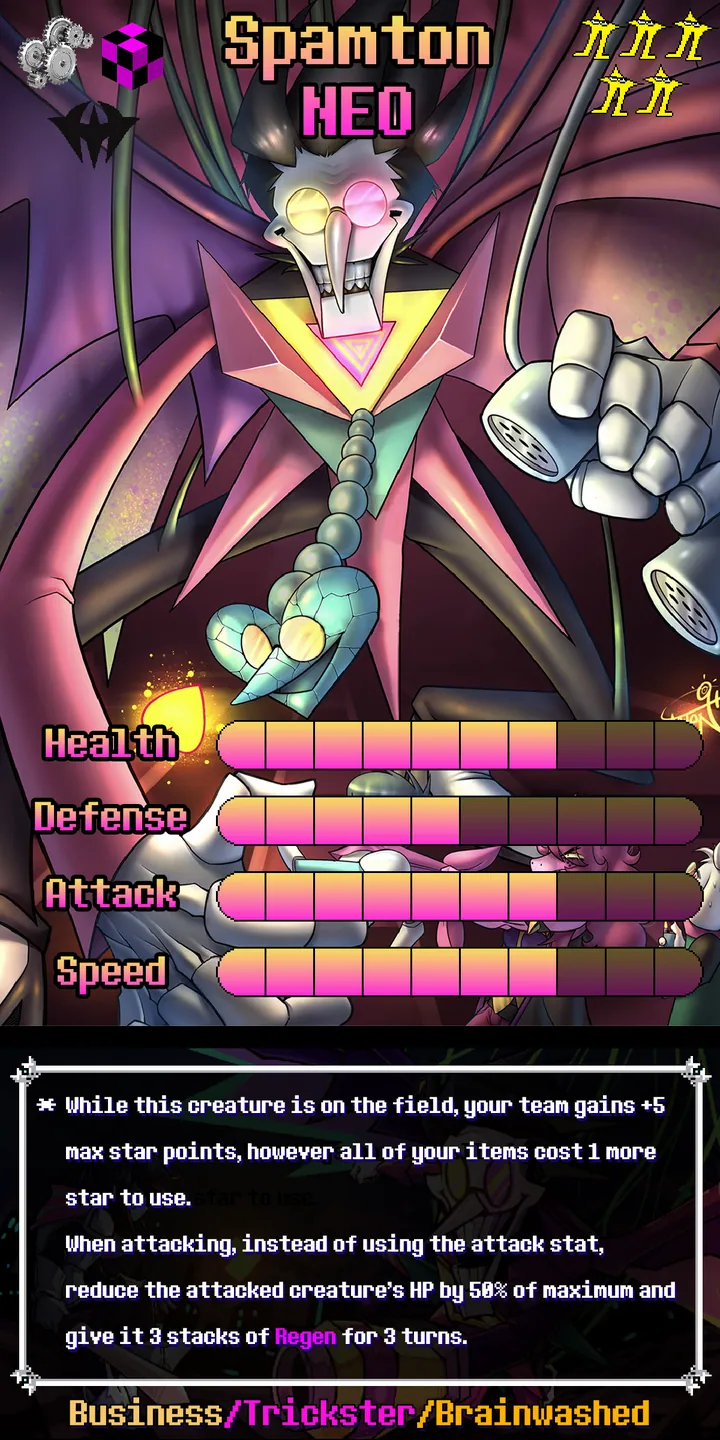 Spamton
NEO
Health
Defense
Attack
Speed
* While this creature is on the field, your team gains +5
max star points, however all of your items cost 1 more
star to use.
When attacking, instead of using the attack stat,
reduce the attacked creature's HP by 50% of maximum and
give it 3 stacks of Regen for 3 turns.
Business/Trickster/Brainwashed